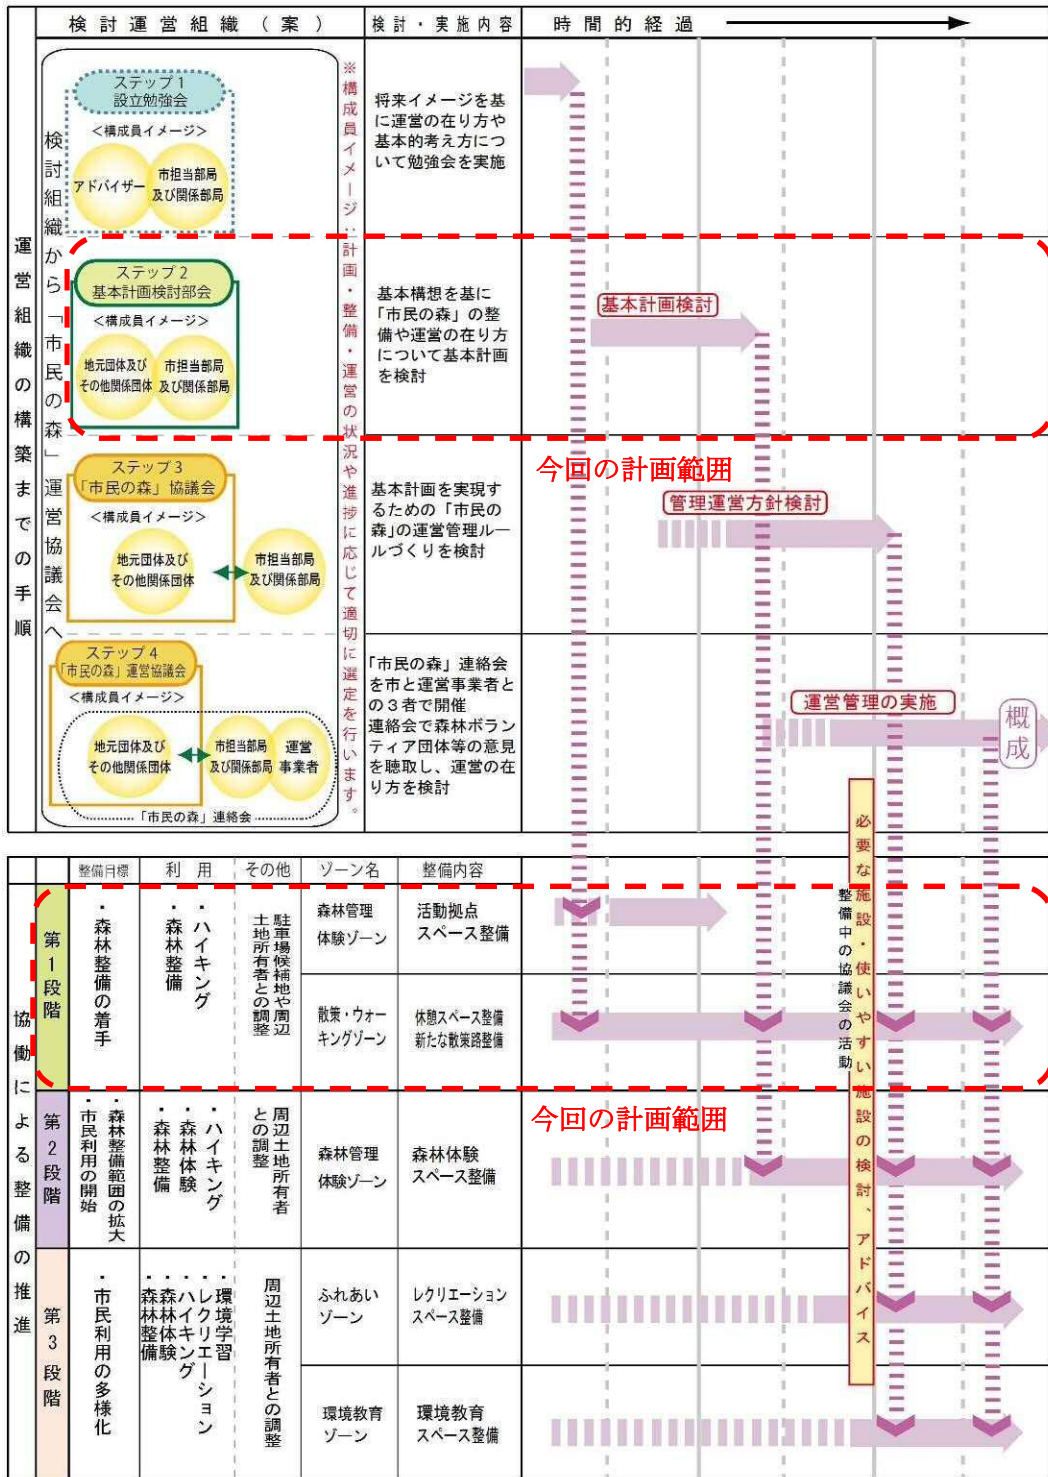 検討運営組織（案）
検討・実施内容
時間的経過
運営組織の構築までの手順
検討組織から「市民の森」運営協議会へ
※構成員イメージ：計画・整備・運営の状況や進捗に応じて適切に選定を行います。
ステップ1
設立勉強会
＜構成員イメージ＞
アドバイザー
市担当部局
及び関係部局
将来イメージを基
に運営の在り方や
基本的考え方につ
いて勉強会を実施
ステップ2
基本計画検討部会
＜構成員イメージ＞
地元団体及び
その他関係団体
市担当部局
及び関係部局
基本構想を基に
「市民の森」の整
備や運営の在り方
について基本計画
を検討
基本計画検討
今回の計画範囲
ステップ3
「市民の森」協議会
＜構成員イメージ＞
地元団体及び
その他関係団体
市担当部局
及び関係部局
基本計画を実現す
るための「市民の
森」の運営管理ルー
ルづくりを検討
管理運営方針検討
ステップ4
「市民の森」運営協議会
＜構成員イメージ＞
地元団体及び
その他関係団体
市担当部局
及び関係部局
運営
事業者
「市民の森」連絡会
「市民の森」連絡会
を市と運営事業者と
の3者で開催
連絡会で森林ボラン
ティア団体等の意見
を聴取し、運営の在
り方を検討
運営管理の実施
概成
協働による整備の推進
整備目標
利用
その他
ゾーン名
整備内容
必要な施設・使いやすい施設の検討、アドバイス
整備中の協議会の活動
第1段階
・森林整備の着手
・ハイキング
・森林整備
駐車場候補地や周辺
土地所有者との調整
森林管理
体験ゾーン
活動拠点
スペース整備
散策・ウォー
キングゾーン
休憩スペース整備
新たな散策路整備
今回の計画範囲
第2段階
・森林整備範囲の拡大
・市民利用の開始
・ハイキング
・森林体験
・森林整備
周辺土地所有者
との調整
森林管理
体験ゾーン
森林体験
スペース整備
第3段階
・市民利用の多様化
・環境学習
・レクリエーション
・ハイキング
・森林体験
・森林整備
周辺土地所有者との調整
ふれあい
ゾーン
レクリエーション
スペース整備
環境教育
ゾーン
環境教育
スペース整備